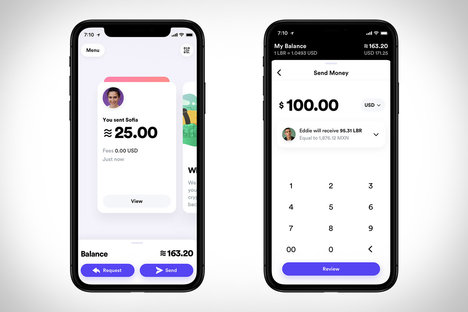 7:10
Menu
You sent Sofia
≋ 25.00
Fees 0.00 USD
Just now
View
Balance
≋163.20
Request
Send
7:10
My Balance
≋163.20
1 LBR = 1.0493 USD
USD 171.25
Send Money
$ 100.00
USD
Eddie will receive 95.31 LBR
Equal to 1,976.12 MXN
1 2 3
4 5 6
7 8 9
00 0
Review